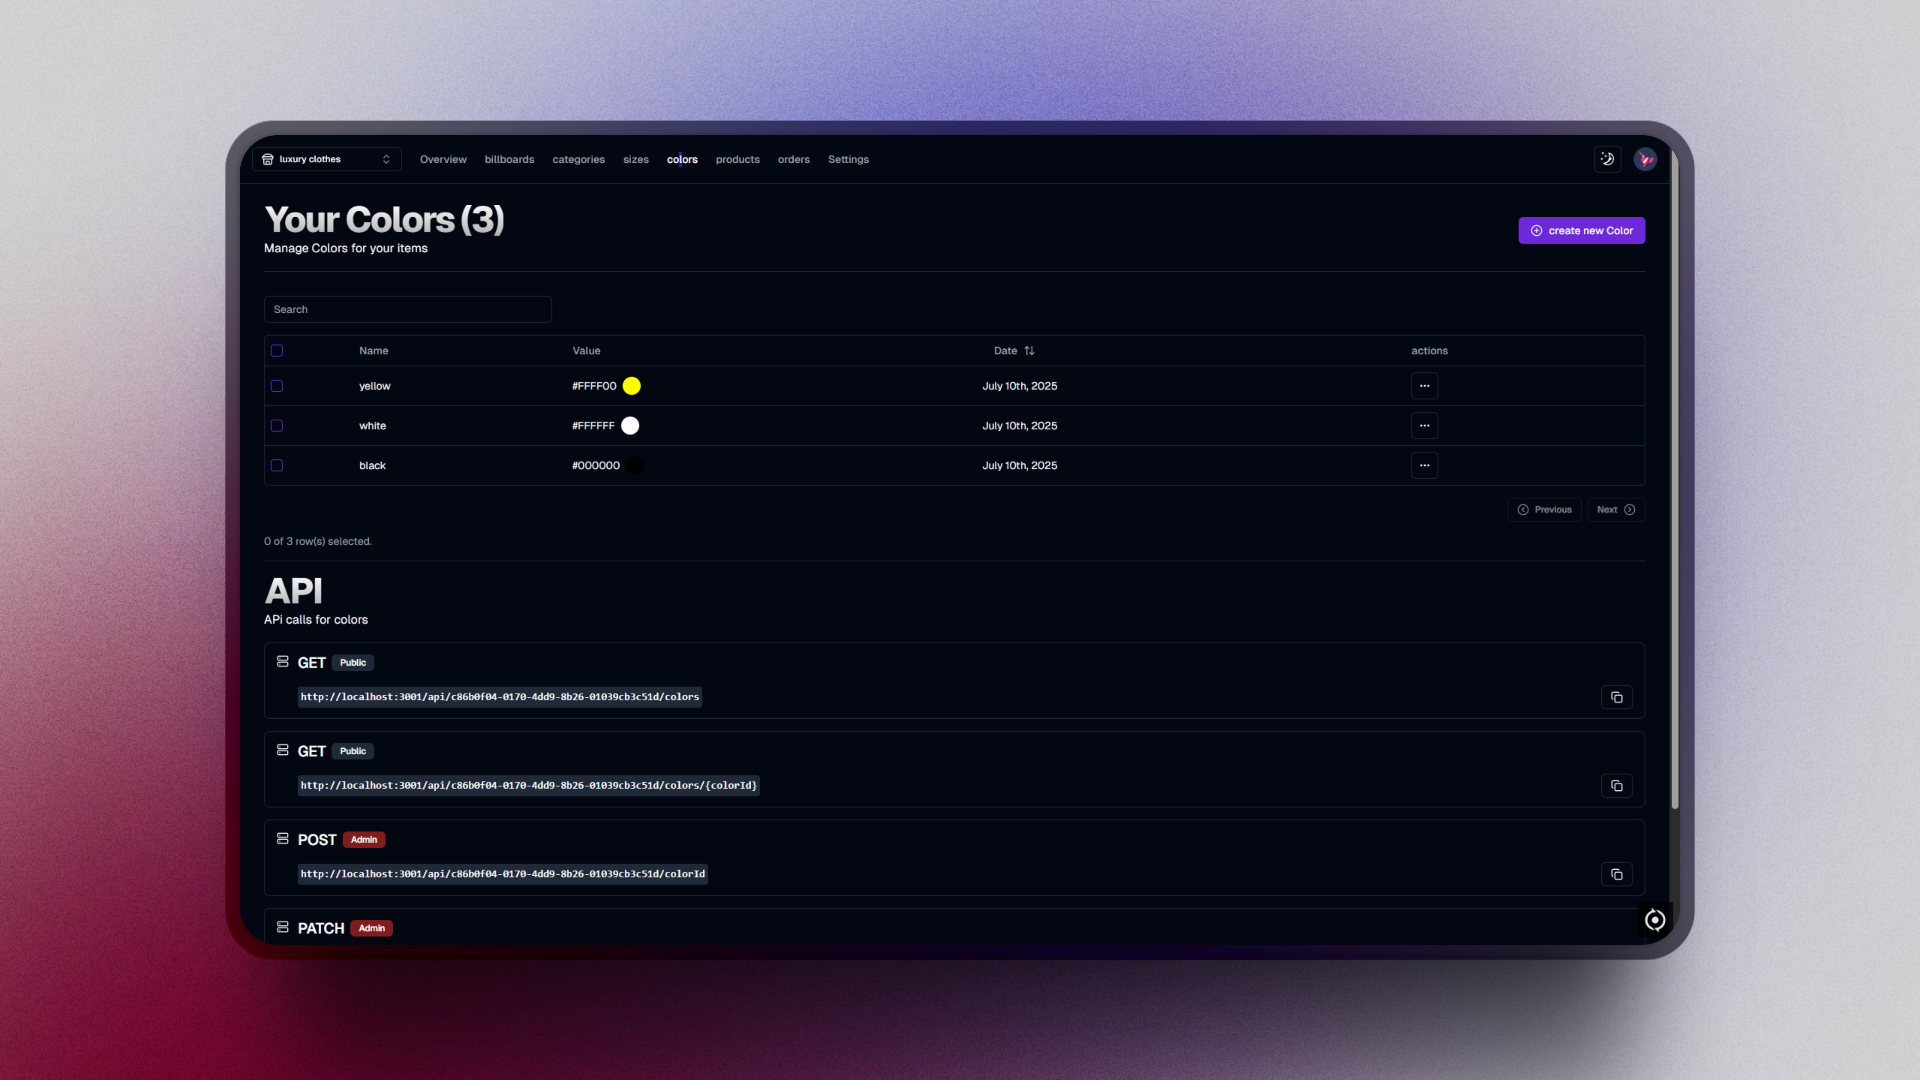 luxury clothes Overview billboards categories sizes colors products orders Settings
Your Colors (3)
Manage Colors for your items
create new Color
Search
Name Value Date actions
yellow #FFFF00 July 10th, 2025 ...
white #FFFFFF July 10th, 2025 ...
black #000000 July 10th, 2025 ...
Previous Next
0 of 3 row(s) selected.
API
APi calls for colors
GET Public
http://localhost:3001/api/c86b0f04-0170-4dd9-8b26-01039cb3c51d/colors
GET Public
http://localhost:3001/api/c86b0f04-0170-4dd9-8b26-01039cb3c51d/colors/{colorId}
POST Admin
http://localhost:3001/api/c86b0f04-0170-4dd9-8b26-01039cb3c51d/colorId
PATCH Admin